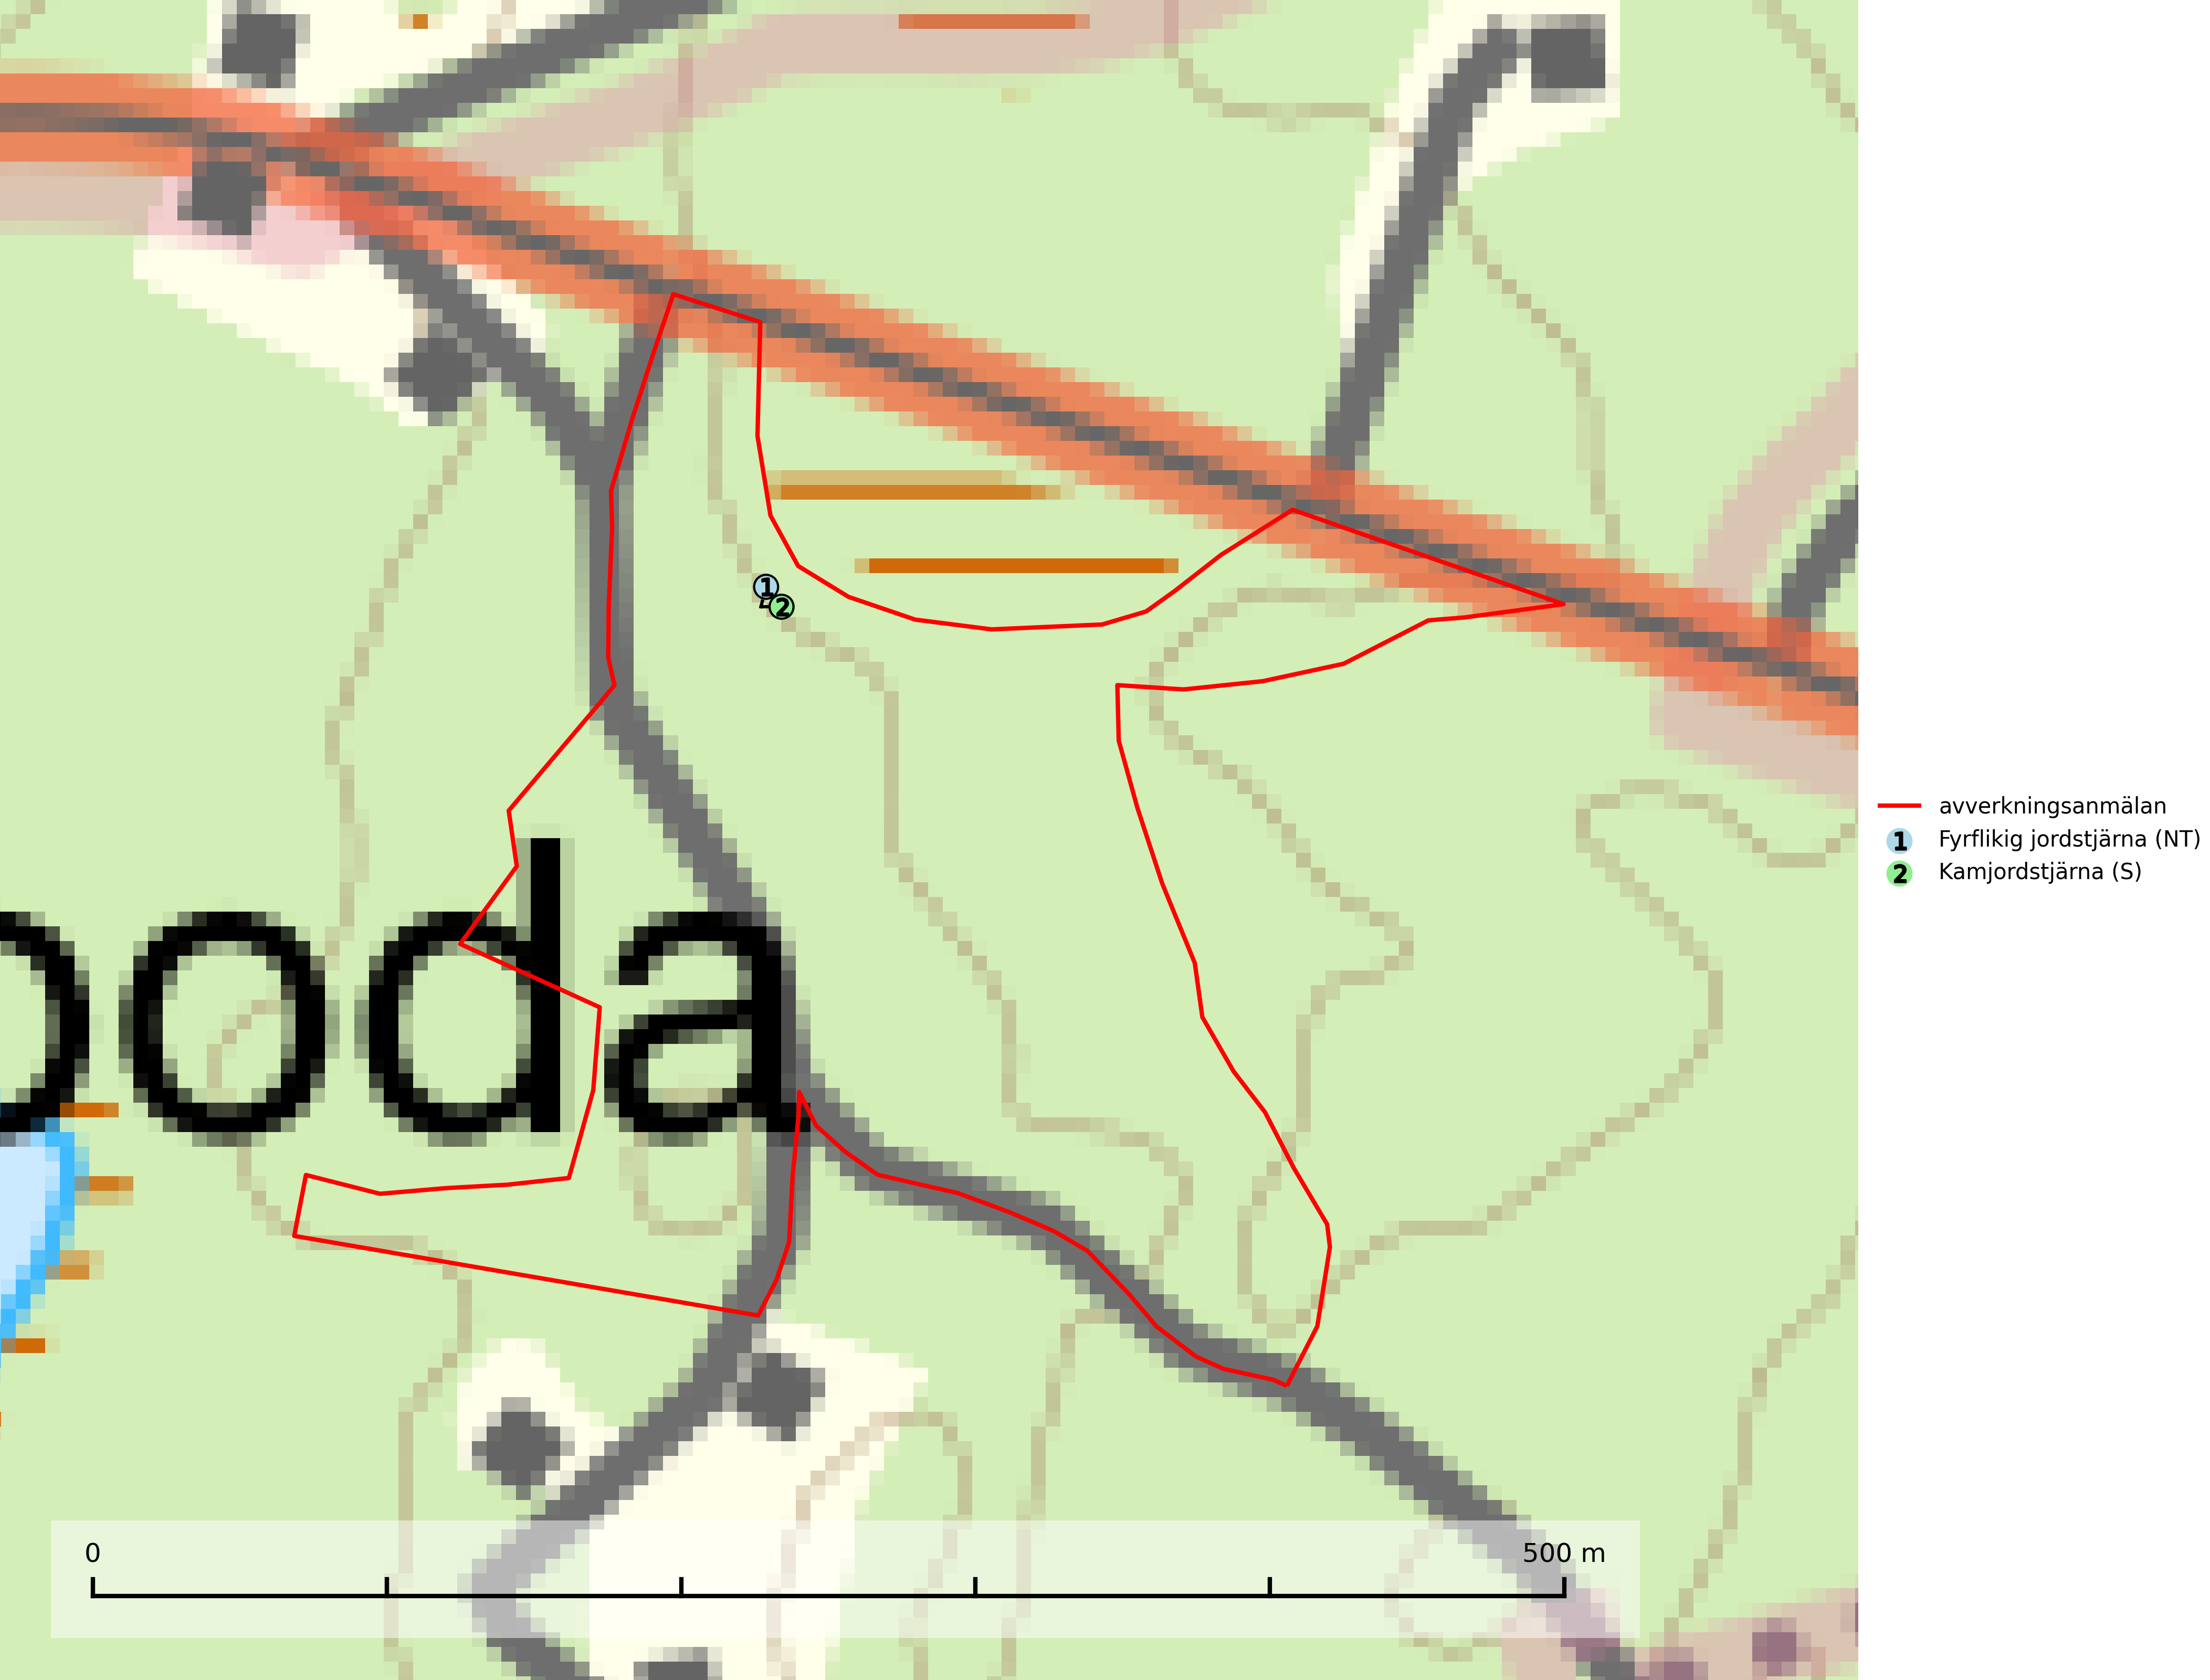 1
2
oda
avverkningsanmälan
1 Fyrflikig jordstjärna (NT)
2 Kamjordstjärna (S)
0 500 m